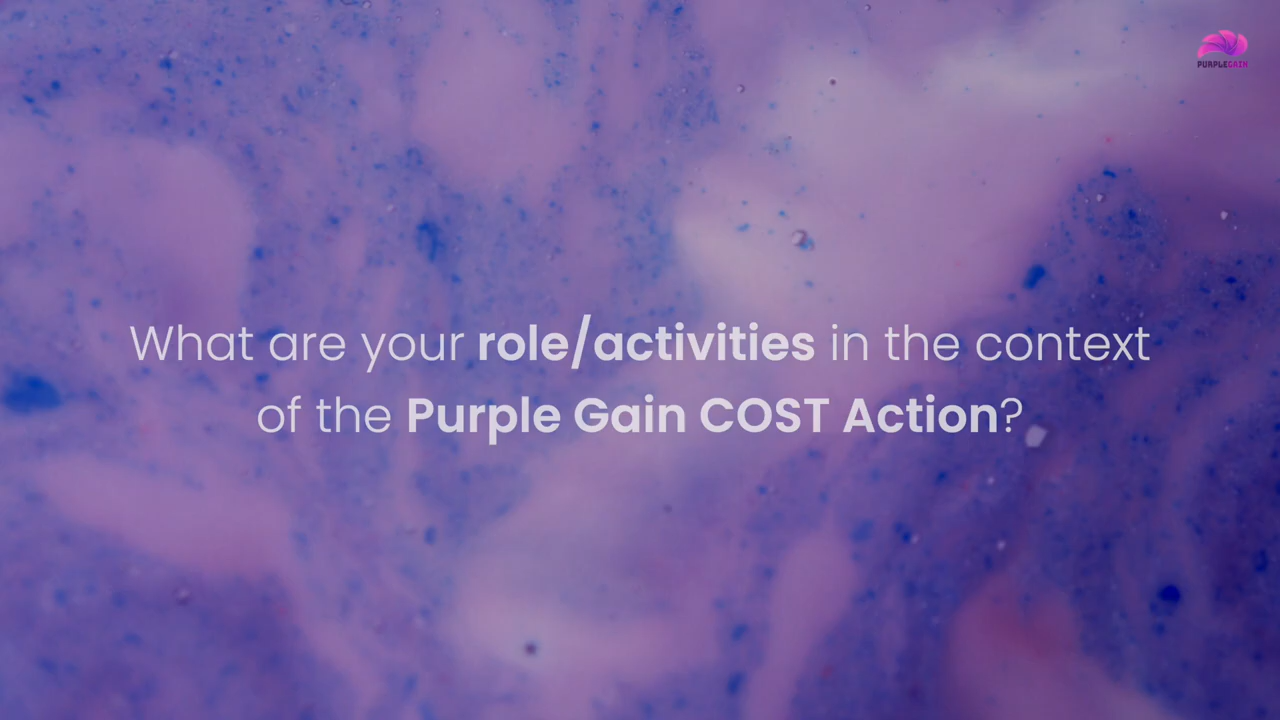 PURPLEGAIN
What are your role/activities in the context
of the Purple Gain COST Action?